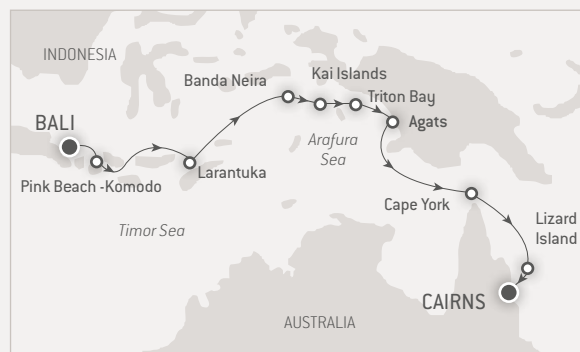 INDONESIA
Kai Islands
Banda Neira
Triton Bay
BALI
Agats
Arafura
Sea
Larantuka
Pink Beach -Komodo
Cape York
Lizard
Island
Timor Sea
CAIRNS
AUSTRALIA